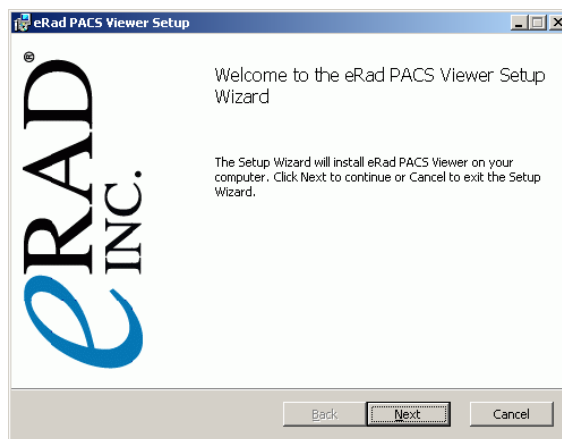 eRad PACS Viewer Setup
eRAD®
INC.
Welcome to the eRad PACS Viewer Setup
Wizard
The Setup Wizard will install eRad PACS Viewer on your
computer. Click Next to continue or Cancel to exit the Setup
Wizard.
Back
Next
Cancel